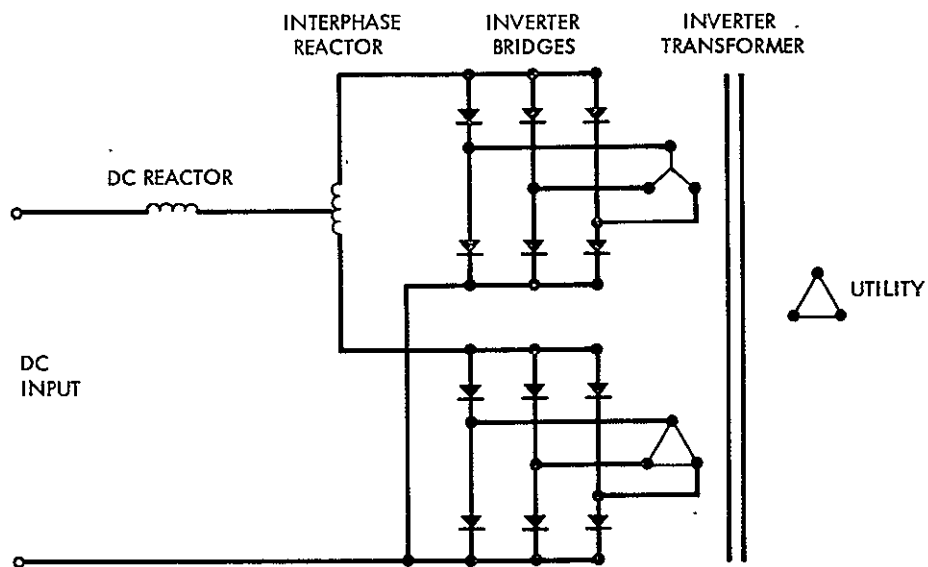 INTERPHASE
REACTOR
INVERTER
BRIDGES
INVERTER
TRANSFORMER
DC REACTOR
UTILITY
DC
INPUT